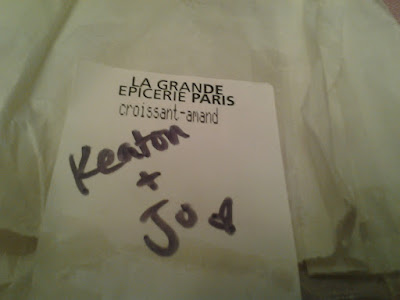 LA GRANDE
EPICERIE PARIS
croissant-amand
Keaton
+
Jo ♥